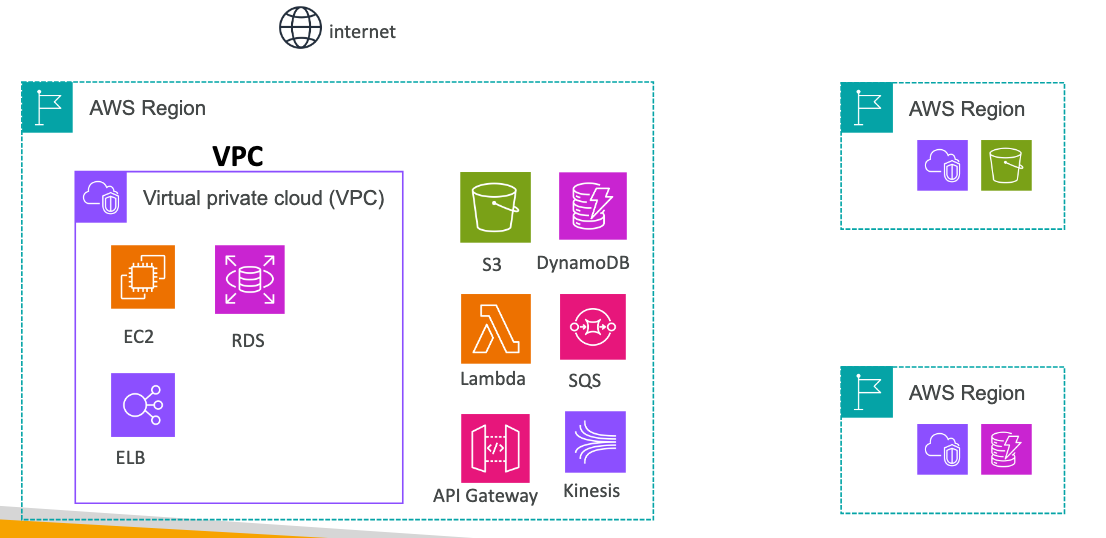 internet
AWS Region
VPC
Virtual private cloud (VPC)
EC2
RDS
ELB
S3
DynamoDB
Lambda
SQS
API Gateway
Kinesis
AWS Region
AWS Region